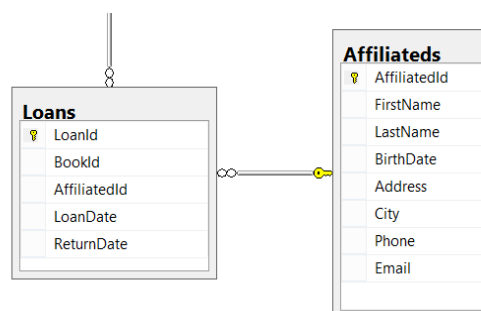 Loans
LoanId
BookId
AffiliatedId
LoanDate
ReturnDate
Affiliateds
AffiliatedId
FirstName
LastName
BirthDate
Address
City
Phone
Email